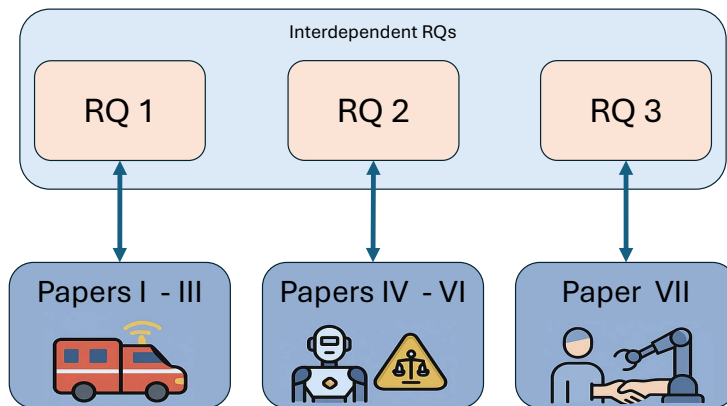 Interdependent RQs
RQ 1
RQ 2
RQ 3
Papers I - III
Papers IV - VI
Paper VII